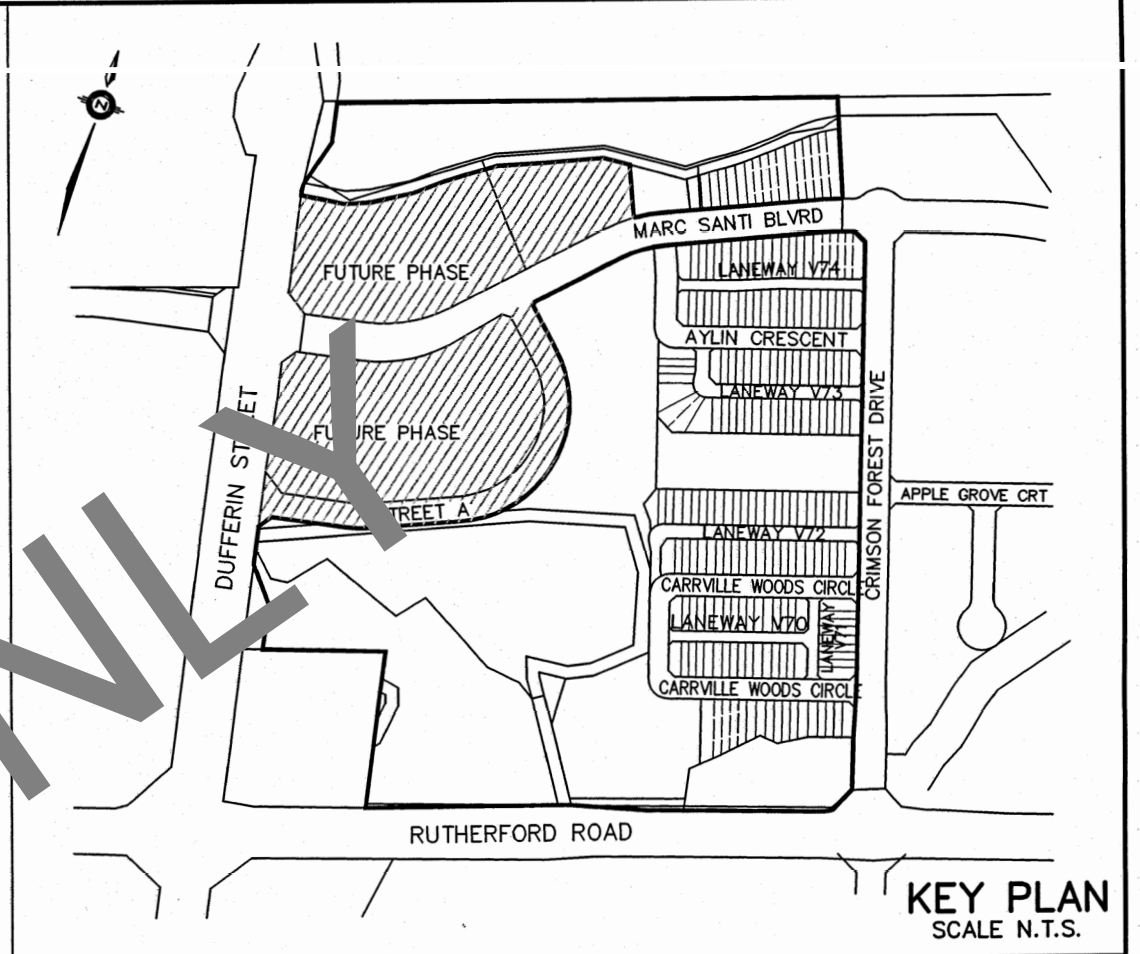 N
MARC SANTI BLVRD
FUTURE PHASE
LANEWAY V74
AYLIN CRESCENT
LANEWAY V73
CRIMSON FOREST DRIVE
DUFFERIN STREET
FUTURE PHASE
APPLE GROVE CRT
STREET A
LANEWAY V72
CARRVILLE WOODS CIRCLE
LANEWAY V70
LANEWAY V71
CARRVILLE WOODS CIRCLE
RUTHERFORD ROAD
KEY PLAN
SCALE N.T.S.
NLY